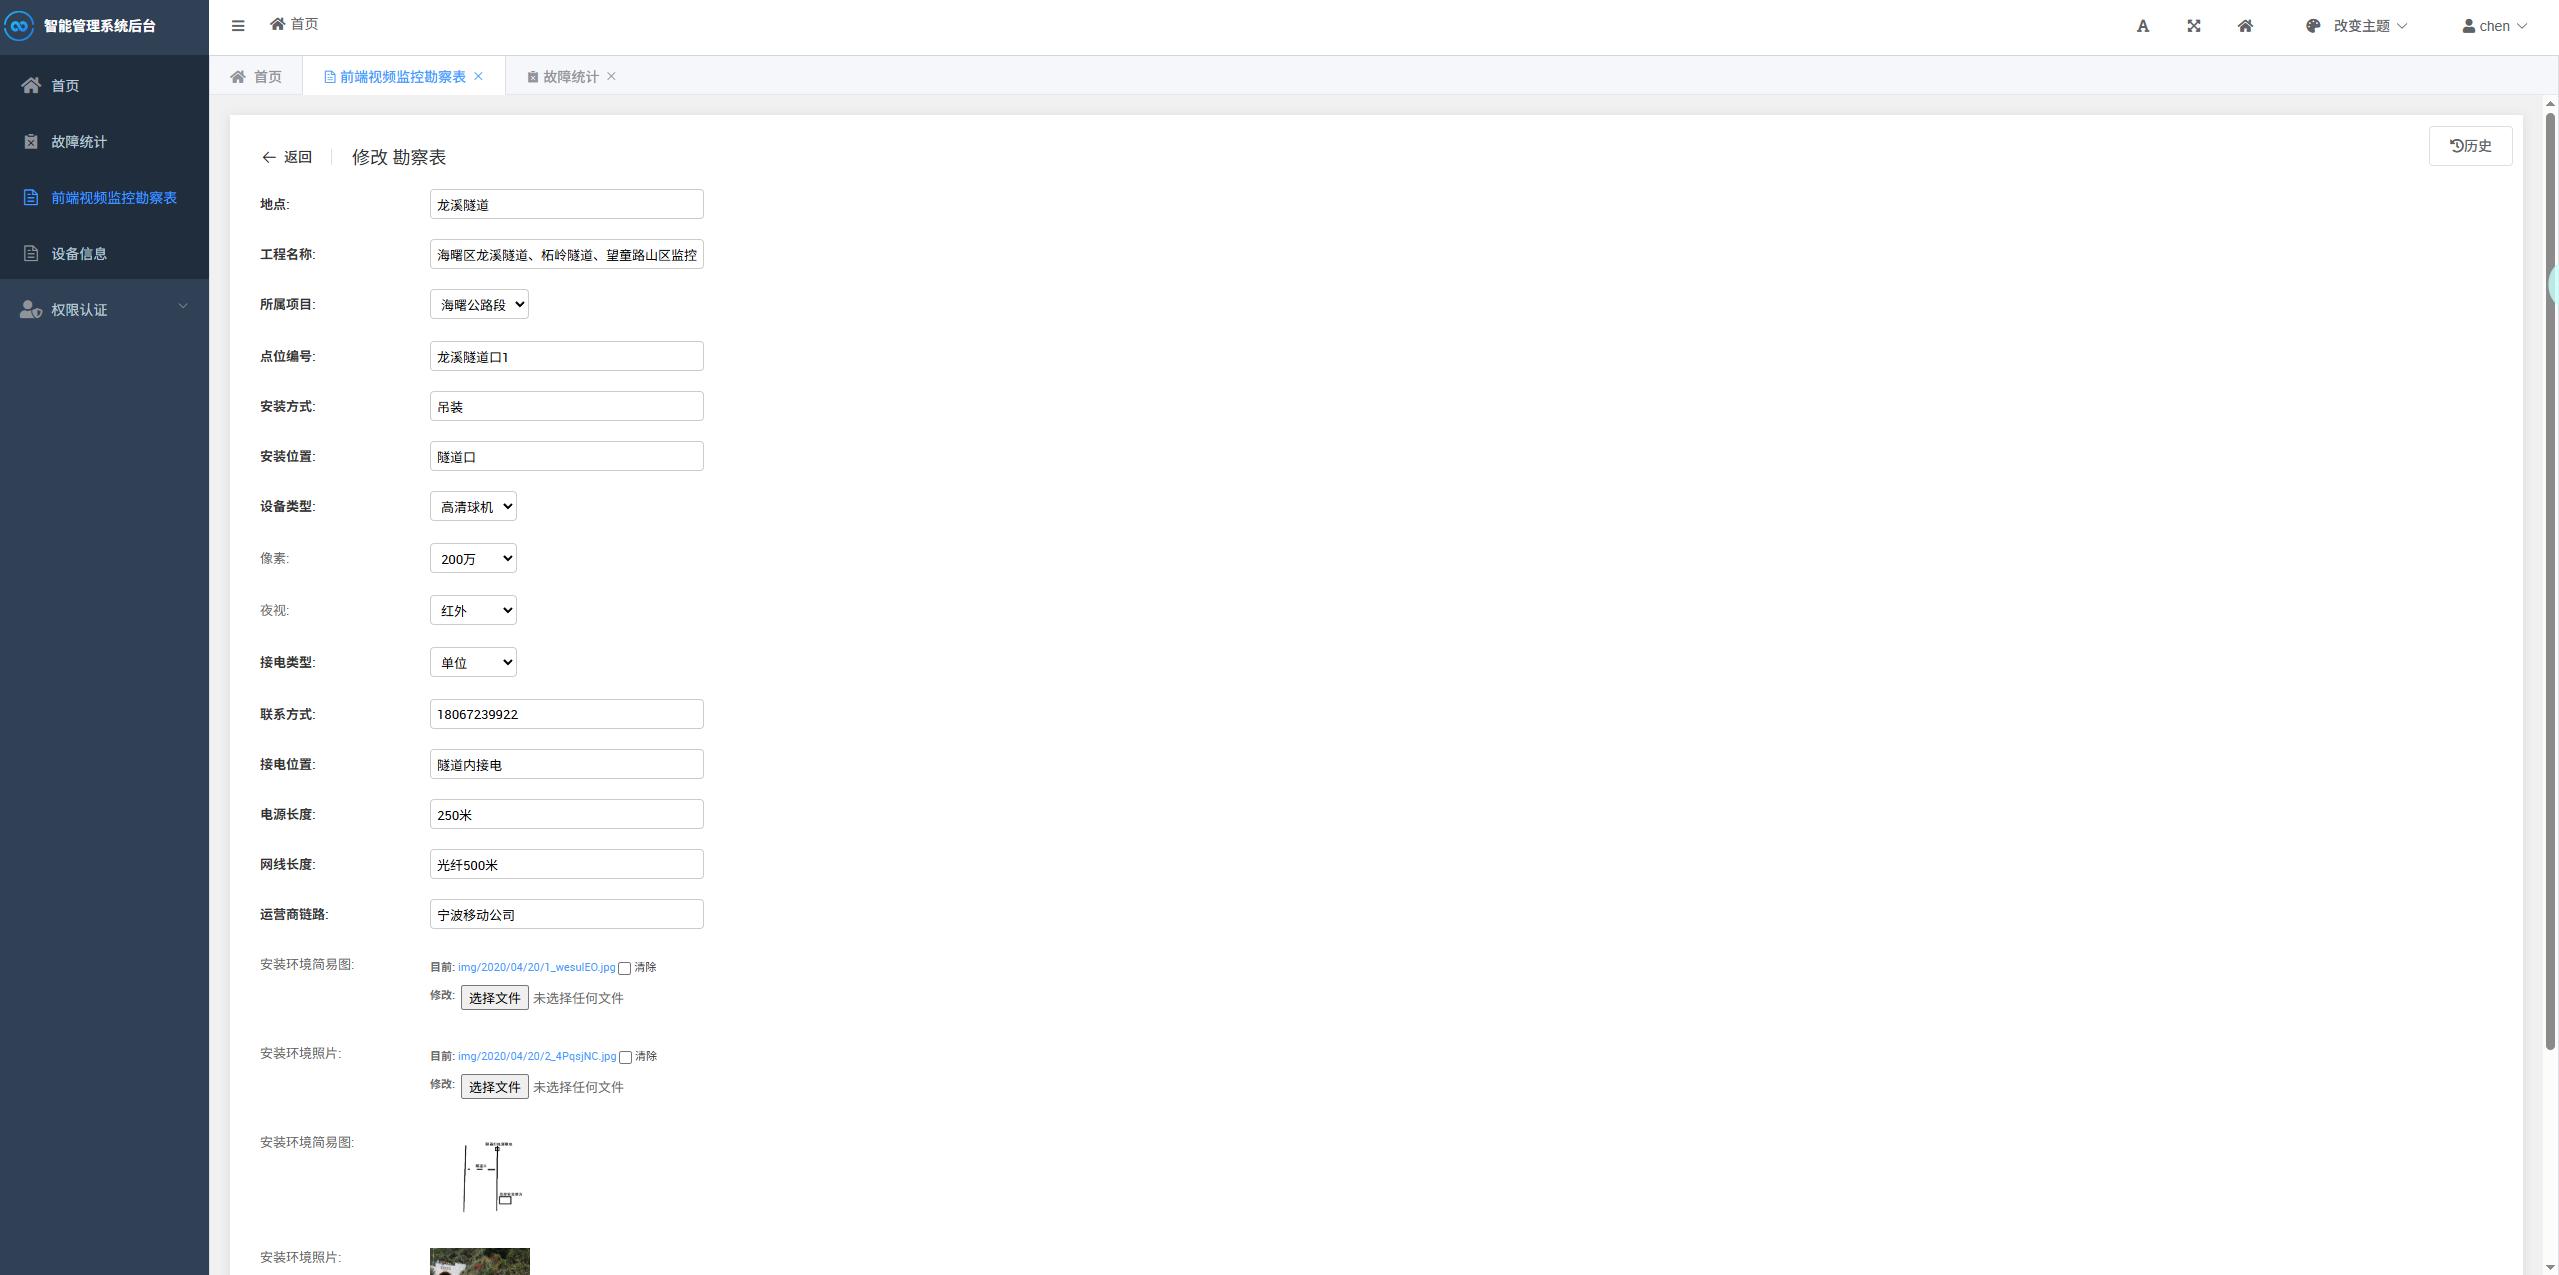 智能管理系统后台
首页
改变主题
chen
首页
前端视频监控勘察表
故障统计
首页
故障统计
前端视频监控勘察表
设备信息
权限认证
返回
修改 勘察表
历史
地点:
龙溪隧道
工程名称:
海曙区龙溪隧道、柘岭隧道、望童路山区监控
所属项目:
海曙公路段
点位编号:
龙溪隧道口1
安装方式:
吊装
安装位置:
隧道口
设备类型:
高清球机
像素:
200万
夜视:
红外
接电类型:
单位
联系方式:
18067239922
接电位置:
隧道内接电
电源长度:
250米
网线长度:
光纤500米
运营商链路:
宁波移动公司
安装环境简易图:
目前: img/2020/04/20/1_wesulEO.jpg 清除
修改: 选择文件 未选择任何文件
安装环境照片:
目前: img/2020/04/20/2_4PqsjNC.jpg 清除
修改: 选择文件 未选择任何文件
安装环境简易图:
安装环境照片: